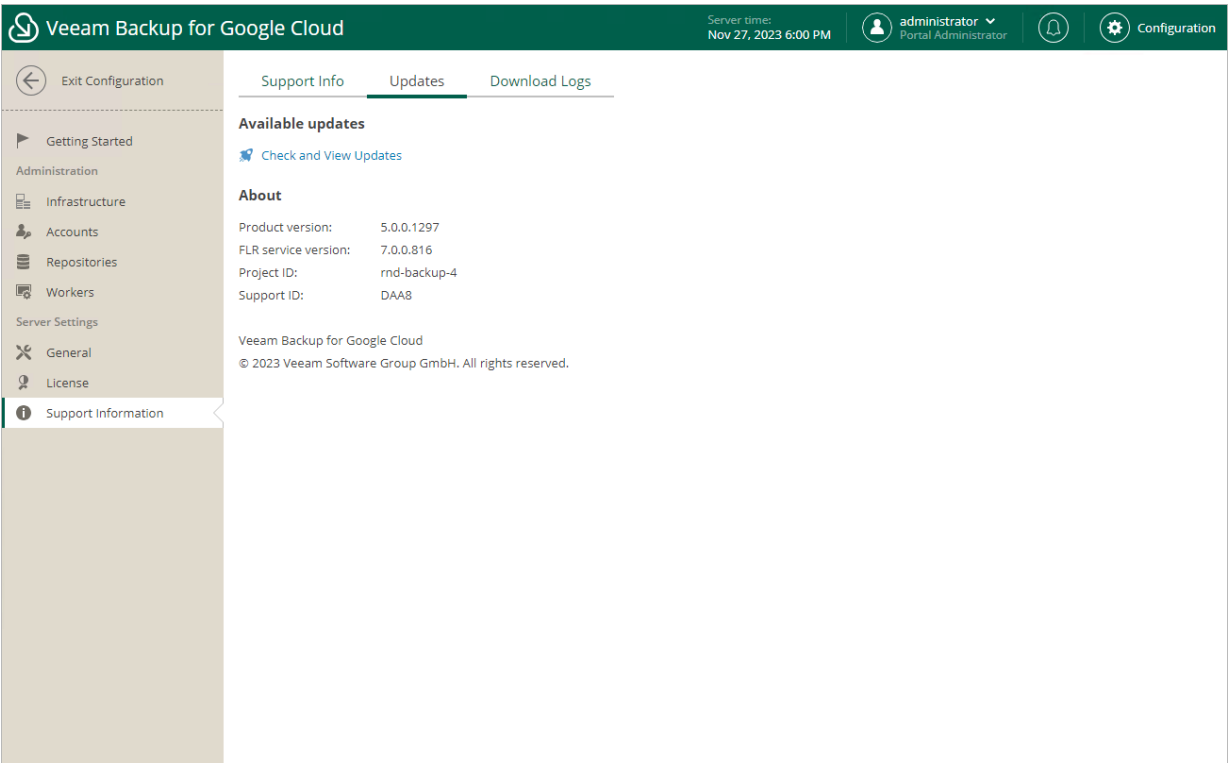 Veeam Backup for Google Cloud
Server time:
Nov 27, 2023 6:00 PM
administrator
Portal Administrator
Configuration
Exit Configuration
Getting Started
Administration
Infrastructure
Accounts
Repositories
Workers
Server Settings
General
License
Support Information
Support Info Updates Download Logs
Available updates
Check and View Updates
About
Product version: 5.0.0.1297
FLR service version: 7.0.0.816
Project ID: rnd-backup-4
Support ID: DAA8
Veeam Backup for Google Cloud
© 2023 Veeam Software Group GmbH. All rights reserved.